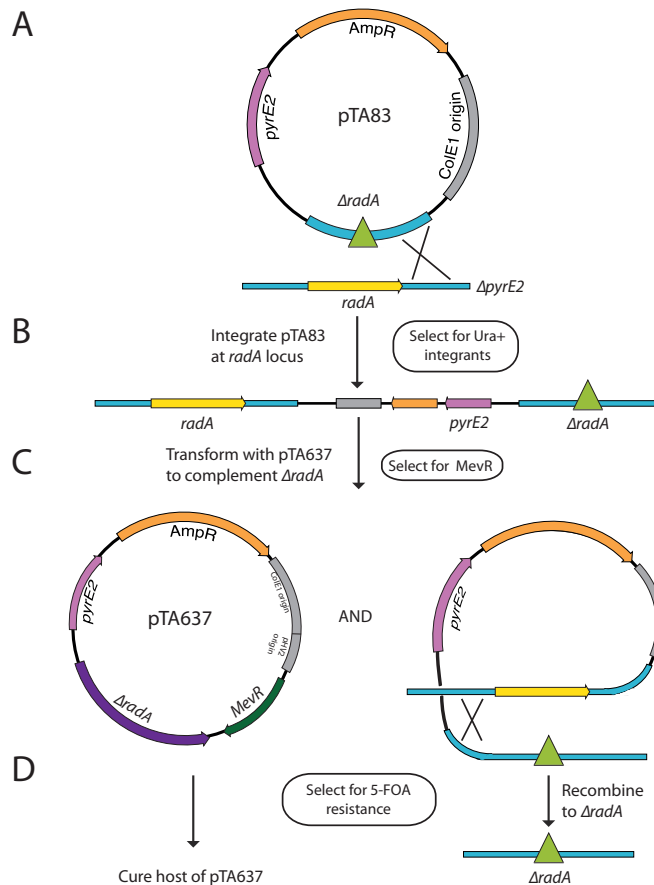 A
AmpR
pyrE2
pTA83
ColE1 origin
ΔradA
radA
ΔpyrE2
Integrate pTA83
at radA locus
Select for Ura+
integrants
B
radA
pyrE2
ΔradA
Transform with pTA637
to complement ΔradA
Select for MevR
C
AmpR
pyrE2
pTA637
ColE1 origin
pHV2
origin
MevR
ΔradA
AND
pyrE2
D
Select for 5-FOA
resistance
Recombine
to ΔradA
Cure host of pTA637
ΔradA